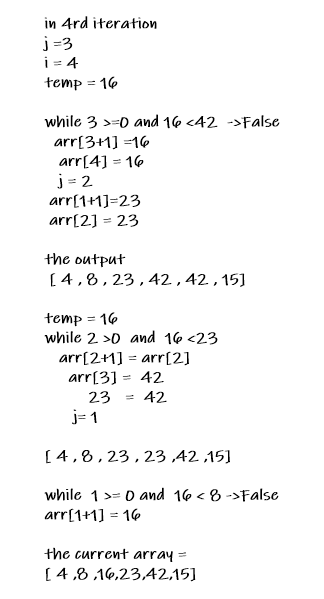 in 4rd iteration
j =3
i = 4
temp = 16
while 3 >=0 and 16 <42 ->False
arr[3+1] =16
arr[4] = 16
j = 2
arr[1+1]=23
arr[2] = 23
the output
[ 4 , 8 , 23 , 42 , 42 , 15]
temp = 16
while 2 >0 and 16 <23
arr[2+1] = arr[2]
arr[3] = 42
23 = 42
j= 1
[ 4 , 8 , 23 , 23 ,42 ,15]
while 1 >= 0 and 16 < 8 ->False
arr[1+1] = 16
the current array =
[ 4 ,8 ,16,23,42,15]